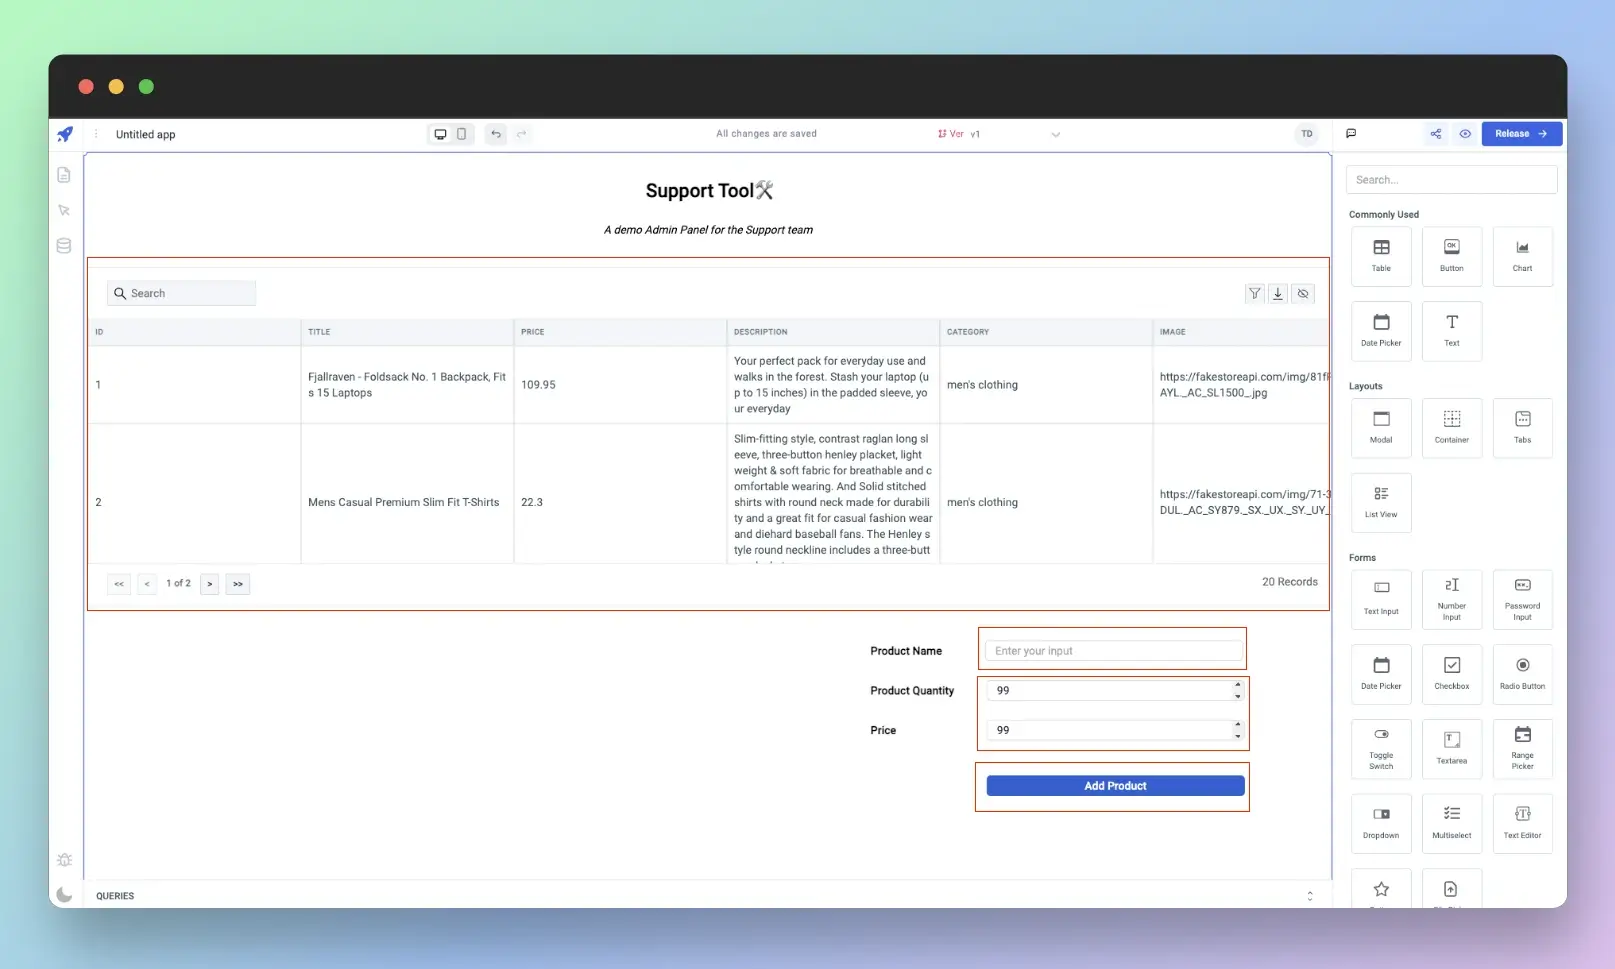 Untitled app
All changes are saved
Ver v1
TD
Release
Support Tool🛠
A demo Admin Panel for the Support team
Search
ID TITLE PRICE DESCRIPTION CATEGORY IMAGE
1
Fjallraven - Foldsack No. 1 Backpack, Fit
s 15 Laptops
109.95
Your perfect pack for everyday use and
walks in the forest. Stash your laptop (u
p to 15 inches) in the padded sleeve, yo
ur everyday
men's clothing
https://fakestoreapi.com/img/81f
AYL._AC_SL1500_.jpg
2
Mens Casual Premium Slim Fit T-Shirts
22.3
Slim-fitting style, contrast raglan long sl
eeve, three-button henley placket, light
weight & soft fabric for breathable and c
omfortable wearing. And Solid stitched
shirts with round neck made for durabili
ty and a great fit for casual fashion wear
and diehard baseball fans. The Henley s
tyle round neckline includes a three-butt
men's clothing
https://fakestoreapi.com/img/71-3
DUL._AC_SY879._SX._UX._SY._UY_
<< < 1 of 2 > >>
20 Records
Product Name
Enter your input
Product Quantity
99
Price
99
Add Product
QUERIES
Search...
Commonly Used
Table
OK
Button
Chart
Date Picker
Text
Layouts
Modal
Container
Tabs
List View
Forms
Text Input
Number
Input
Password
Input
Date Picker
Checkbox
Radio Button
Toggle
Switch
Textarea
Range
Picker
Dropdown
Multiselect
Text Editor